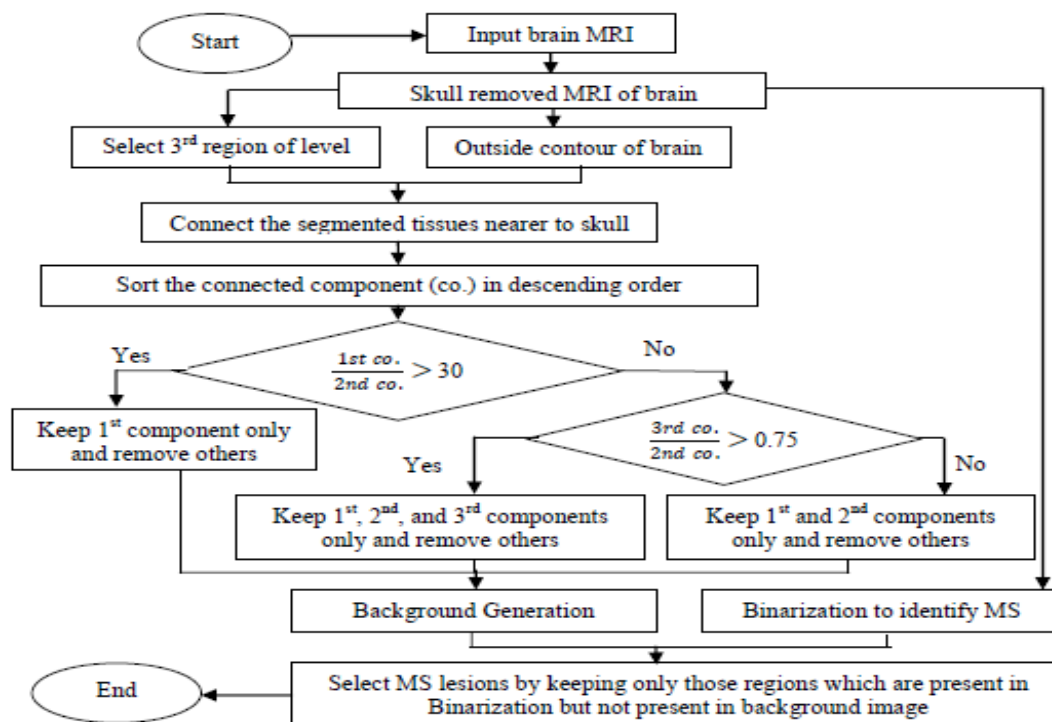 Start
Input brain MRI
Skull removed MRI of brain
Select 3rd region of level
Outside contour of brain
Connect the segmented tissues nearer to skull
Sort the connected component (co.) in descending order
Yes
1st co.
2nd co.
> 30
No
Keep 1st component only
and remove others
3rd co.
2nd co.
> 0.75
Yes
No
Keep 1st, 2nd, and 3rd components
only and remove others
Keep 1st and 2nd components
only and remove others
Background Generation
Binarization to identify MS
End
Select MS lesions by keeping only those regions which are present in
Binarization but not present in background image